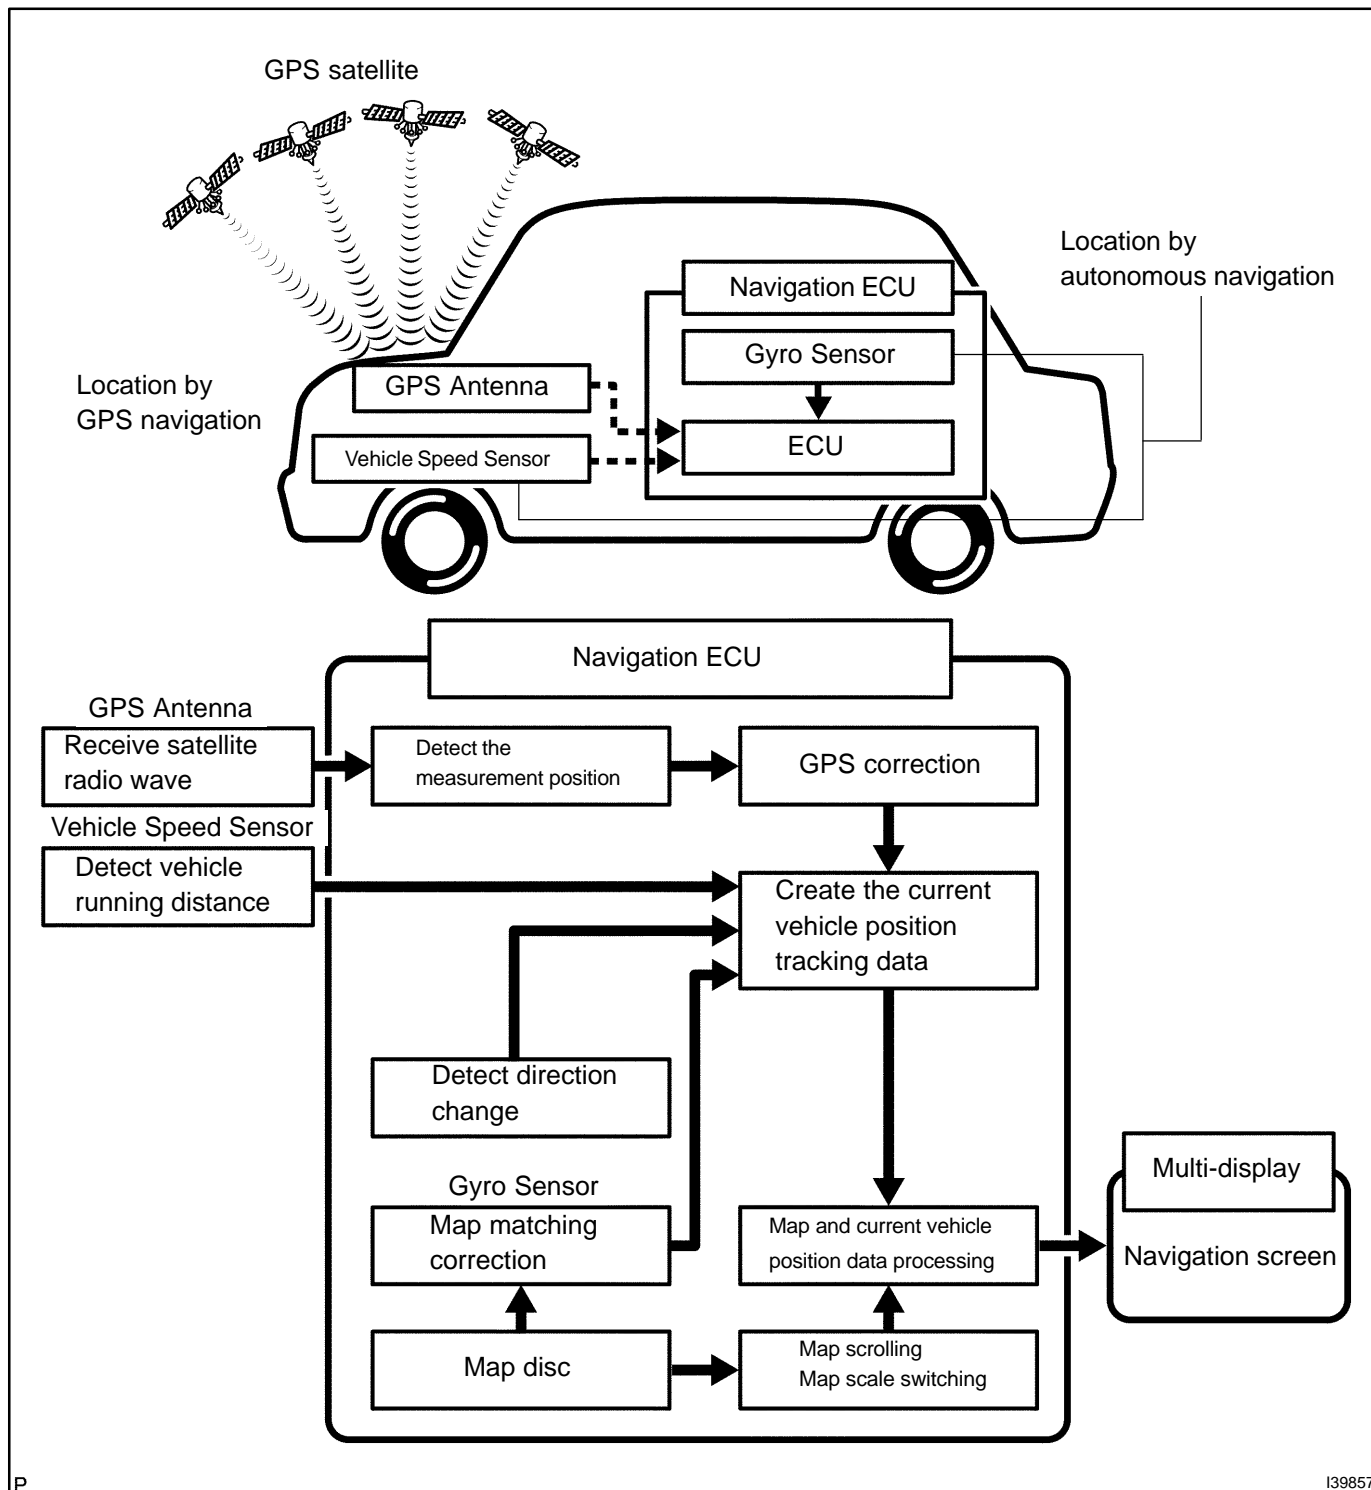 GPS satellite
Location by
autonomous navigation
Navigation ECU
Gyro Sensor
Location by
GPS navigation
GPS Antenna
ECU
Vehicle Speed Sensor
Navigation ECU
GPS Antenna
Receive satellite
radio wave
Detect the
measurement position
GPS correction
Vehicle Speed Sensor
Detect vehicle
running distance
Create the current
vehicle position
tracking data
Detect direction
change
Gyro Sensor
Map matching
correction
Map and current vehicle
position data processing
Multi-display
Navigation screen
Map disc
Map scrolling
Map scale switching
P
I39857